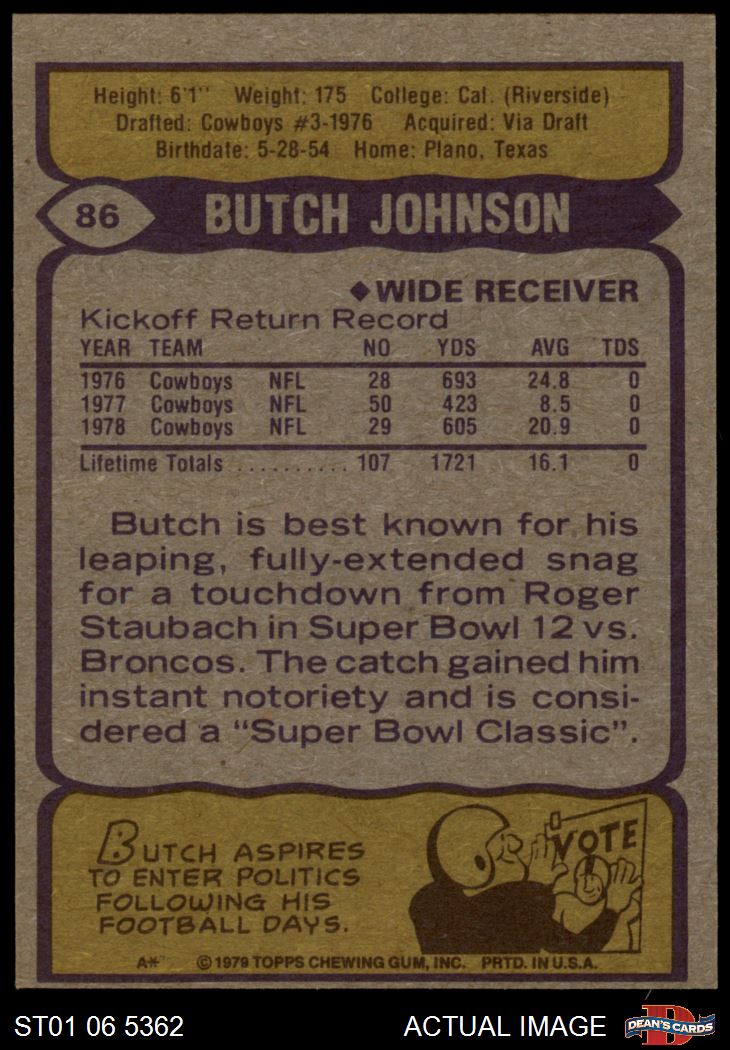 Height: 6'1" Weight: 175 College: Cal. (Riverside)
Drafted: Cowboys #3-1976 Acquired: Via Draft
Birthdate: 5-28-54 Home: Plano, Texas
86 BUTCH JOHNSON
◆WIDE RECEIVER
Kickoff Return Record
YEAR TEAM NO YDS AVG TDS
1976 Cowboys NFL 28 693 24.8 0
1977 Cowboys NFL 50 423 8.5 0
1978 Cowboys NFL 29 605 20.9 0
Lifetime Totals .......... 107 1721 16.1 0
Butch is best known for his
leaping, fully-extended snag
for a touchdown from Roger
Staubach in Super Bowl 12 vs.
Broncos. The catch gained him
instant notoriety and is consi-
dered a "Super Bowl Classic".
BUTCH ASPIRES
TO ENTER POLITICS
FOLLOWING HIS
FOOTBALL DAYS.
VOTE
A* © 1979 TOPPS CHEWING GUM, INC. PRTD. IN U.S.A.
ST01 06 5362 ACTUAL IMAGE
D
DEAN'S CARDS